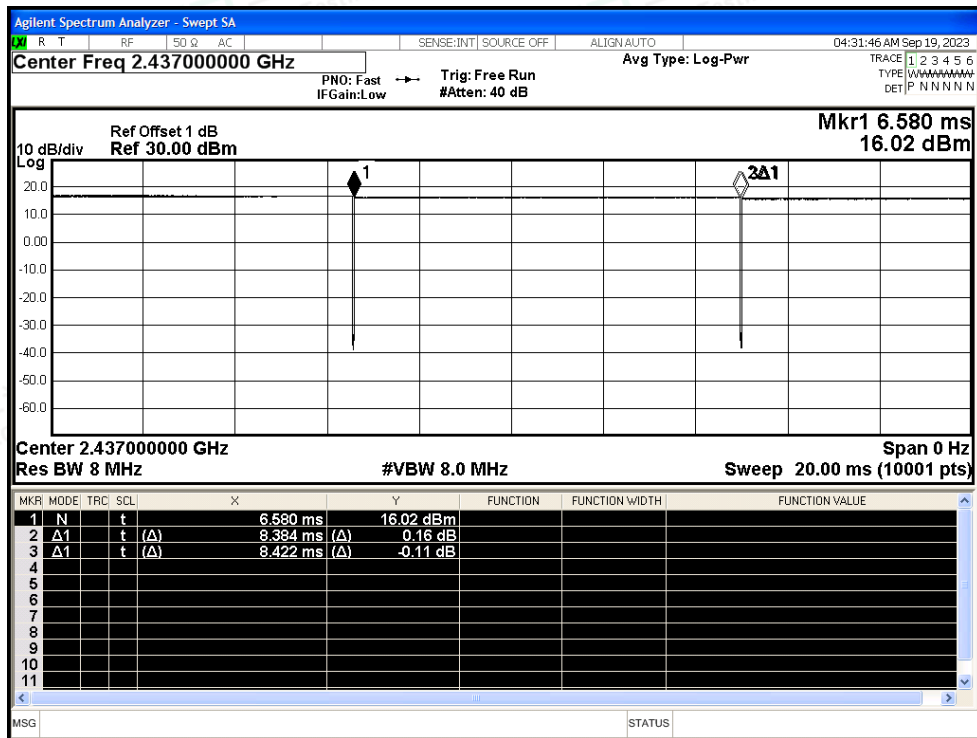 Agilent Spectrum Analyzer - Swept SA
LXI R T RF 50 Ω AC SENSE:INT SOURCE OFF ALIGN AUTO 04:31:46 AM Sep 19, 2023
Center Freq 2.437000000 GHz Avg Type: Log-Pwr TRACE 1 2 3 4 5 6
PNO: Fast Trig: Free Run TYPE WWWWWW
IFGain:Low #Atten: 40 dB DET P N N N N N
Mkr1 6.580 ms
Ref Offset 1 dB
10 dB/div Ref 30.00 dBm 16.02 dBm
Log
1
2Δ1
20.0
10.0
0.00
-10.0
-20.0
-30.0
-40.0
-50.0
-60.0
Center 2.437000000 GHz Span 0 Hz
Res BW 8 MHz #VBW 8.0 MHz Sweep 20.00 ms (10001 pts)
MKR MODE TRC SCL X Y FUNCTION FUNCTION WIDTH FUNCTION VALUE
1 N t 6.580 ms 16.02 dBm
2 Δ1 t (Δ) 8.384 ms (Δ) 0.16 dB
3 Δ1 t (Δ) 8.422 ms (Δ) -0.11 dB
4
5
6
7
8
9
10
11
MSG STATUS